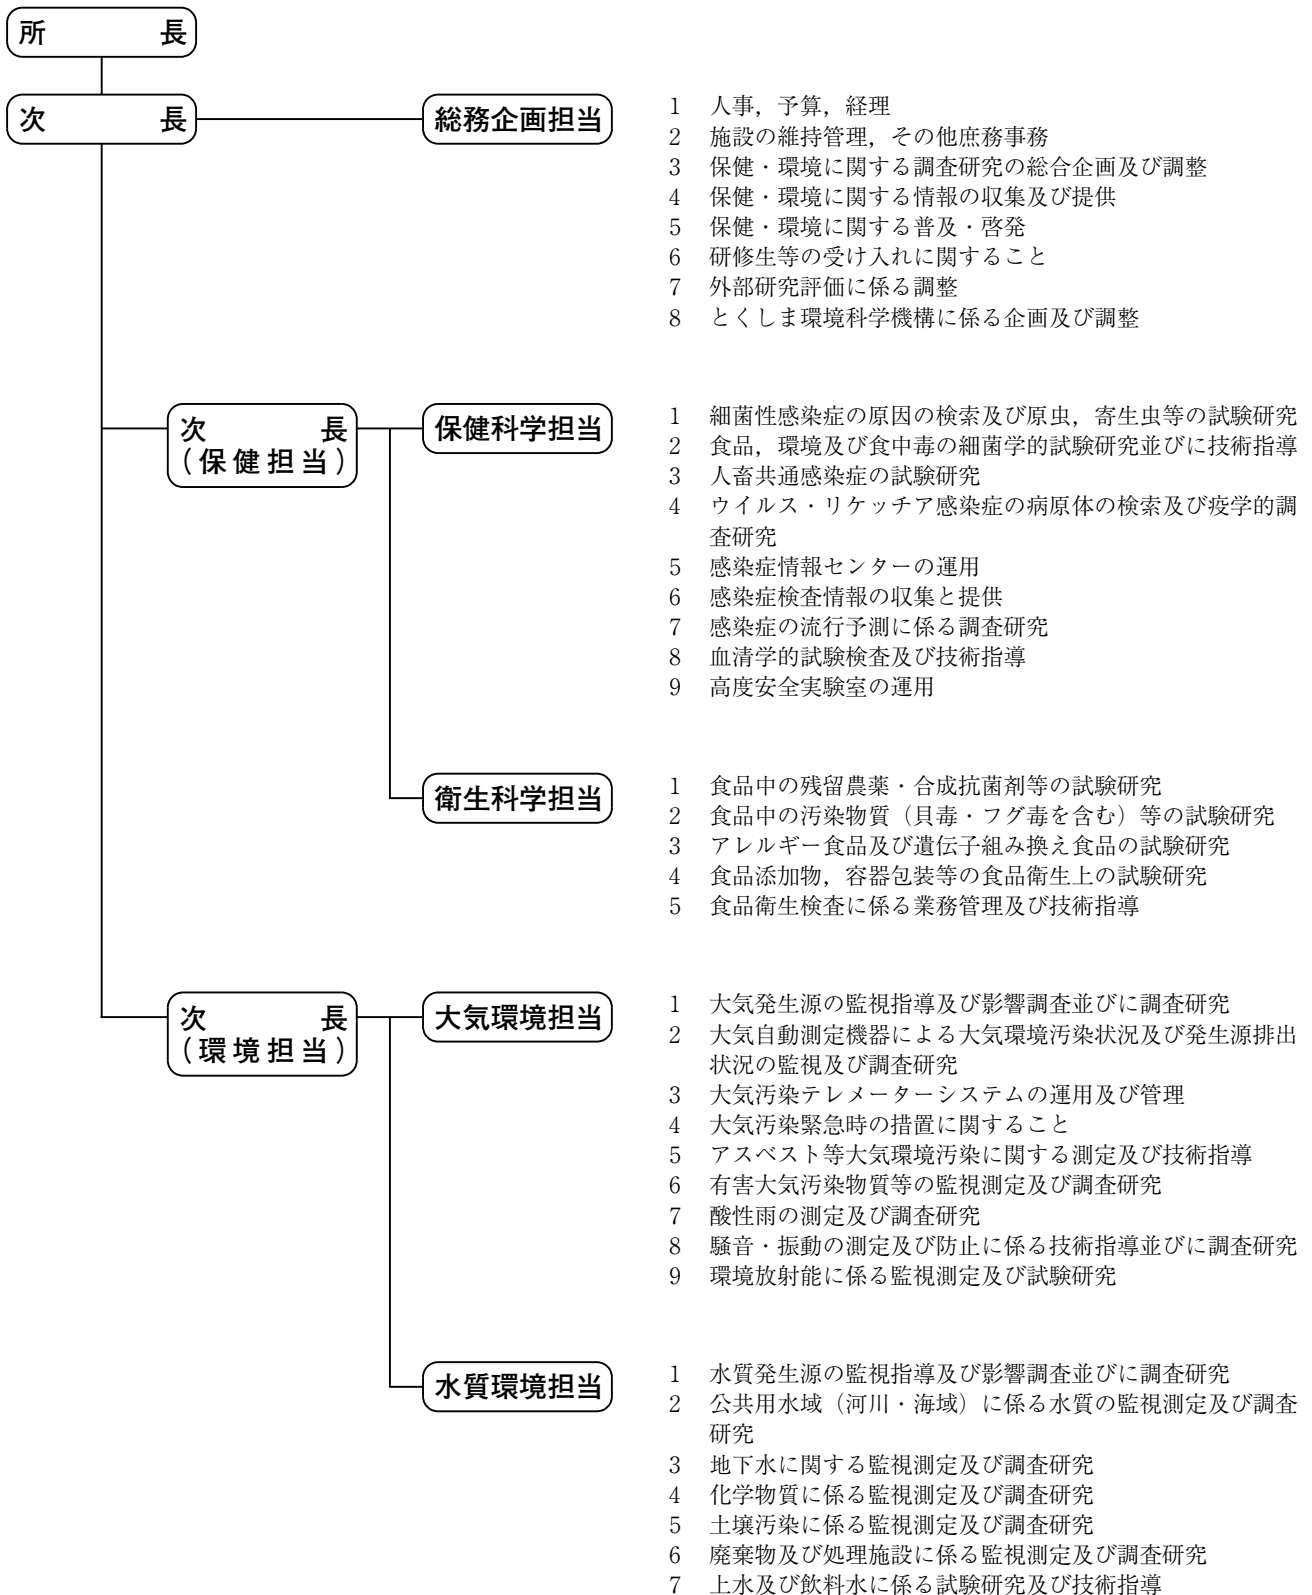 所　　　　長
次　　　　長
総務企画担当
1　人事，予算，経理
2　施設の維持管理，その他庶務事務
3　保健・環境に関する調査研究の総合企画及び調整
4　保健・環境に関する情報の収集及び提供
5　保健・環境に関する普及・啓発
6　研修生等の受け入れに関すること
7　外部研究評価に係る調整
8　とくしま環境科学機構に係る企画及び調整
次　　　　長
（保健担当）
保健科学担当
1　細菌性感染症の原因の検索及び原虫，寄生虫等の試験研究
2　食品，環境及び食中毒の細菌学的試験研究並びに技術指導
3　人畜共通感染症の試験研究
4　ウイルス・リケッチア感染症の病原体の検索及び疫学的調
査研究
5　感染症情報センターの運用
6　感染症検査情報の収集と提供
7　感染症の流行予測に係る調査研究
8　血清学的試験検査及び技術指導
9　高度安全実験室の運用
衛生科学担当
1　食品中の残留農薬・合成抗菌剤等の試験研究
2　食品中の汚染物質（貝毒・フグ毒を含む）等の試験研究
3　アレルギー食品及び遺伝子組み換え食品の試験研究
4　食品添加物，容器包装等の食品衛生上の試験研究
5　食品衛生検査に係る業務管理及び技術指導
次　　　　長
（環境担当）
大気環境担当
1　大気発生源の監視指導及び影響調査並びに調査研究
2　大気自動測定機器による大気環境汚染状況及び発生源排出
状況の監視及び調査研究
3　大気汚染テレメーターシステムの運用及び管理
4　大気汚染緊急時の措置に関すること
5　アスベスト等大気環境汚染に関する測定及び技術指導
6　有害大気汚染物質等の監視測定及び調査研究
7　酸性雨の測定及び調査研究
8　騒音・振動の測定及び防止に係る技術指導並びに調査研究
9　環境放射能に係る監視測定及び試験研究
水質環境担当
1　水質発生源の監視指導及び影響調査並びに調査研究
2　公共用水域（河川・海域）に係る水質の監視測定及び調査
研究
3　地下水に関する監視測定及び調査研究
4　化学物質に係る監視測定及び調査研究
5　土壌汚染に係る監視測定及び調査研究
6　廃棄物及び処理施設に係る監視測定及び調査研究
7　上水及び飲料水に係る試験研究及び技術指導